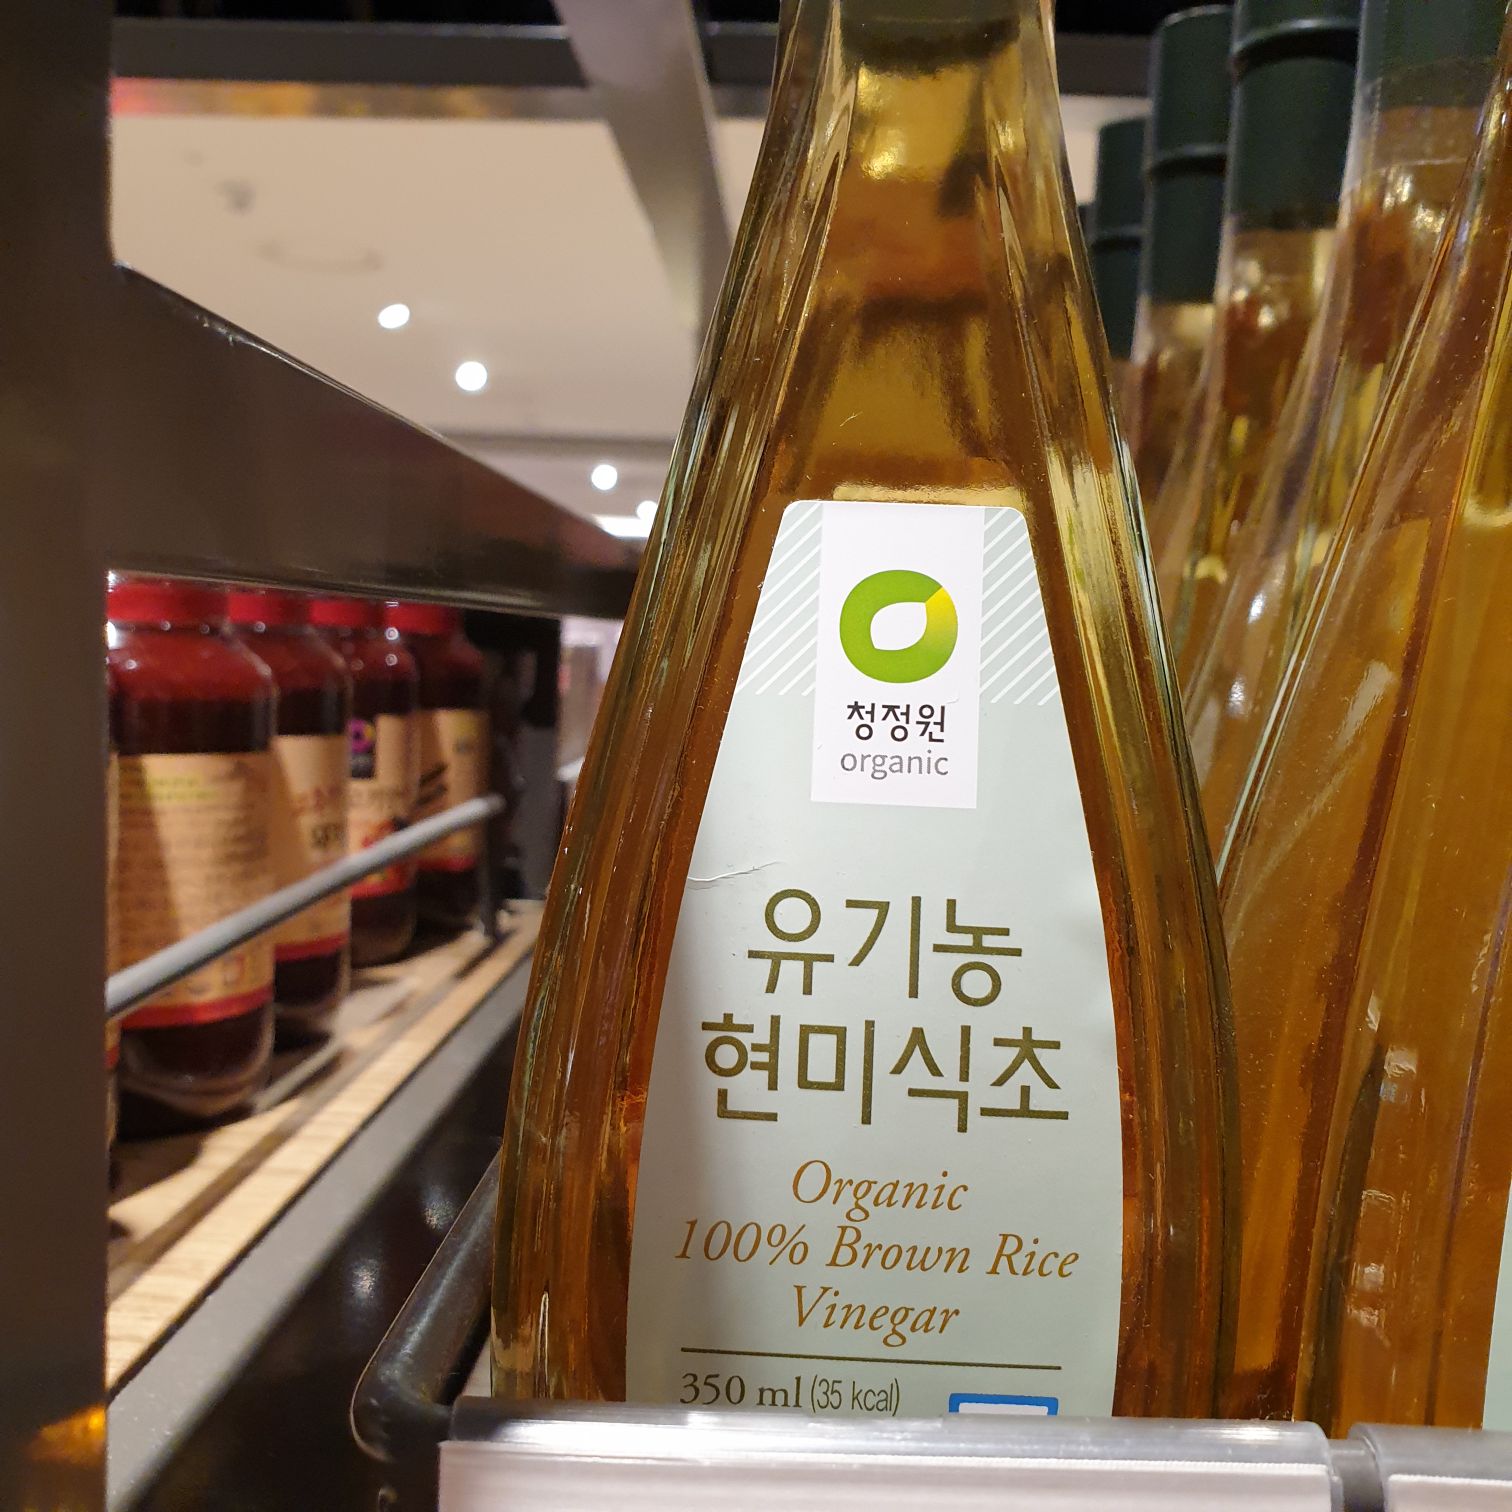 청정원
organic
유기농
현미식초
Organic
100% Brown Rice
Vinegar
350 ml (35 kcal)